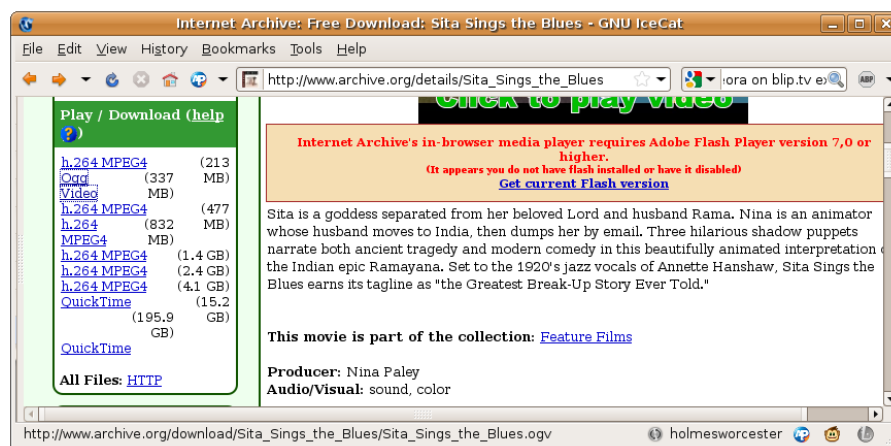 Internet Archive: Free Download: Sita Sings the Blues - GNU IceCat
File Edit View History Bookmarks Tools Help
http://www.archive.org/details/Sita_Sings_the_Blues
ora on blip.tv ex
ABP
Play / Download (help
?)
h.264 MPEG4 (213
Ogg (337 MB)
Video MB)
h.264 MPEG4 (477
h.264 (832 MB)
MPEG4 MB)
h.264 MPEG4 (1.4 GB)
h.264 MPEG4 (2.4 GB)
h.264 MPEG4 (4.1 GB)
QuickTime (15.2
(195.9 GB)
GB)
QuickTime
All Files: HTTP
Click to play video
Internet Archive's in-browser media player requires Adobe Flash Player version 7,0 or
higher.
(It appears you do not have flash installed or have it disabled)
Get current Flash version
Sita is a goddess separated from her beloved Lord and husband Rama. Nina is an animator
whose husband moves to India, then dumps her by email. Three hilarious shadow puppets
narrate both ancient tragedy and modern comedy in this beautifully animated interpretation
the Indian epic Ramayana. Set to the 1920's jazz vocals of Annette Hanshaw, Sita Sings the
Blues earns its tagline as "the Greatest Break-Up Story Ever Told."
This movie is part of the collection: Feature Films
Producer: Nina Paley
Audio/Visual: sound, color
http://www.archive.org/download/Sita_Sings_the_Blues/Sita_Sings_the_Blues.ogv
holmesworcester